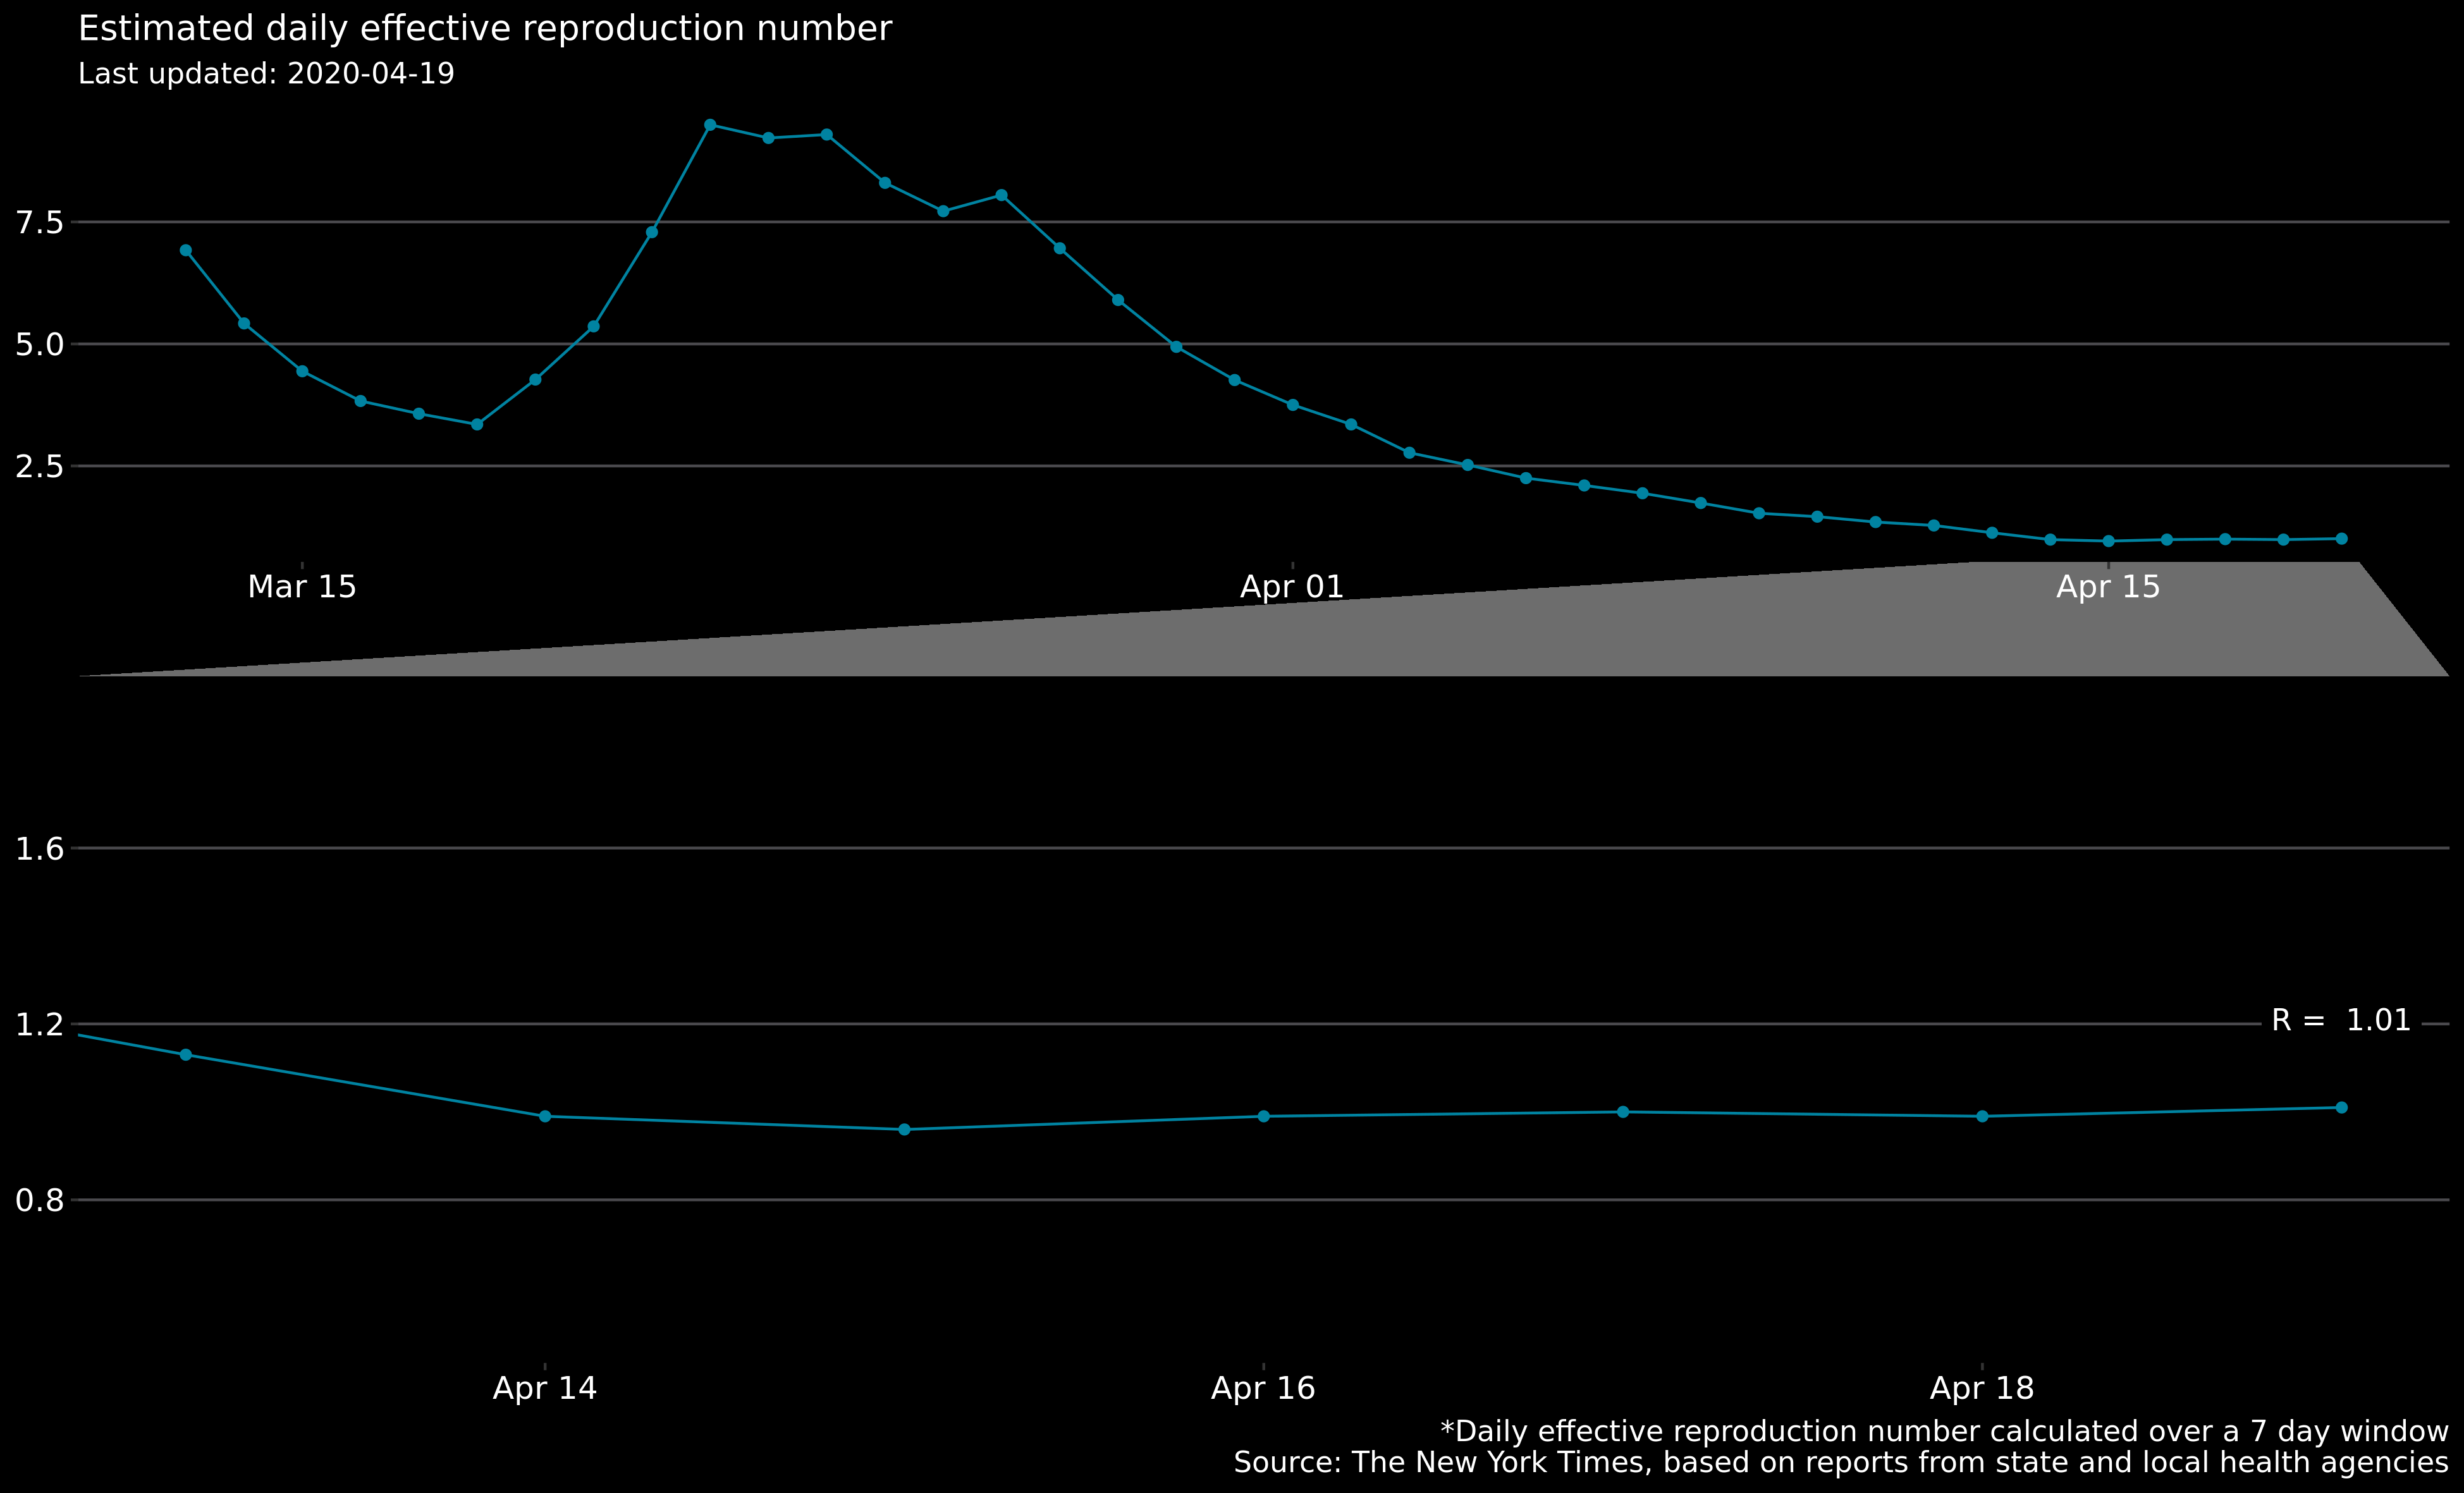 Estimated daily effective reproduction number
Last updated: 2020-04-19
7.5
5.0
2.5
Mar 15
Apr 01
Apr 15
1.6
1.2
R =  1.01
0.8
Apr 14
Apr 16
Apr 18
*Daily effective reproduction number calculated over a 7 day window
Source: The New York Times, based on reports from state and local health agencies